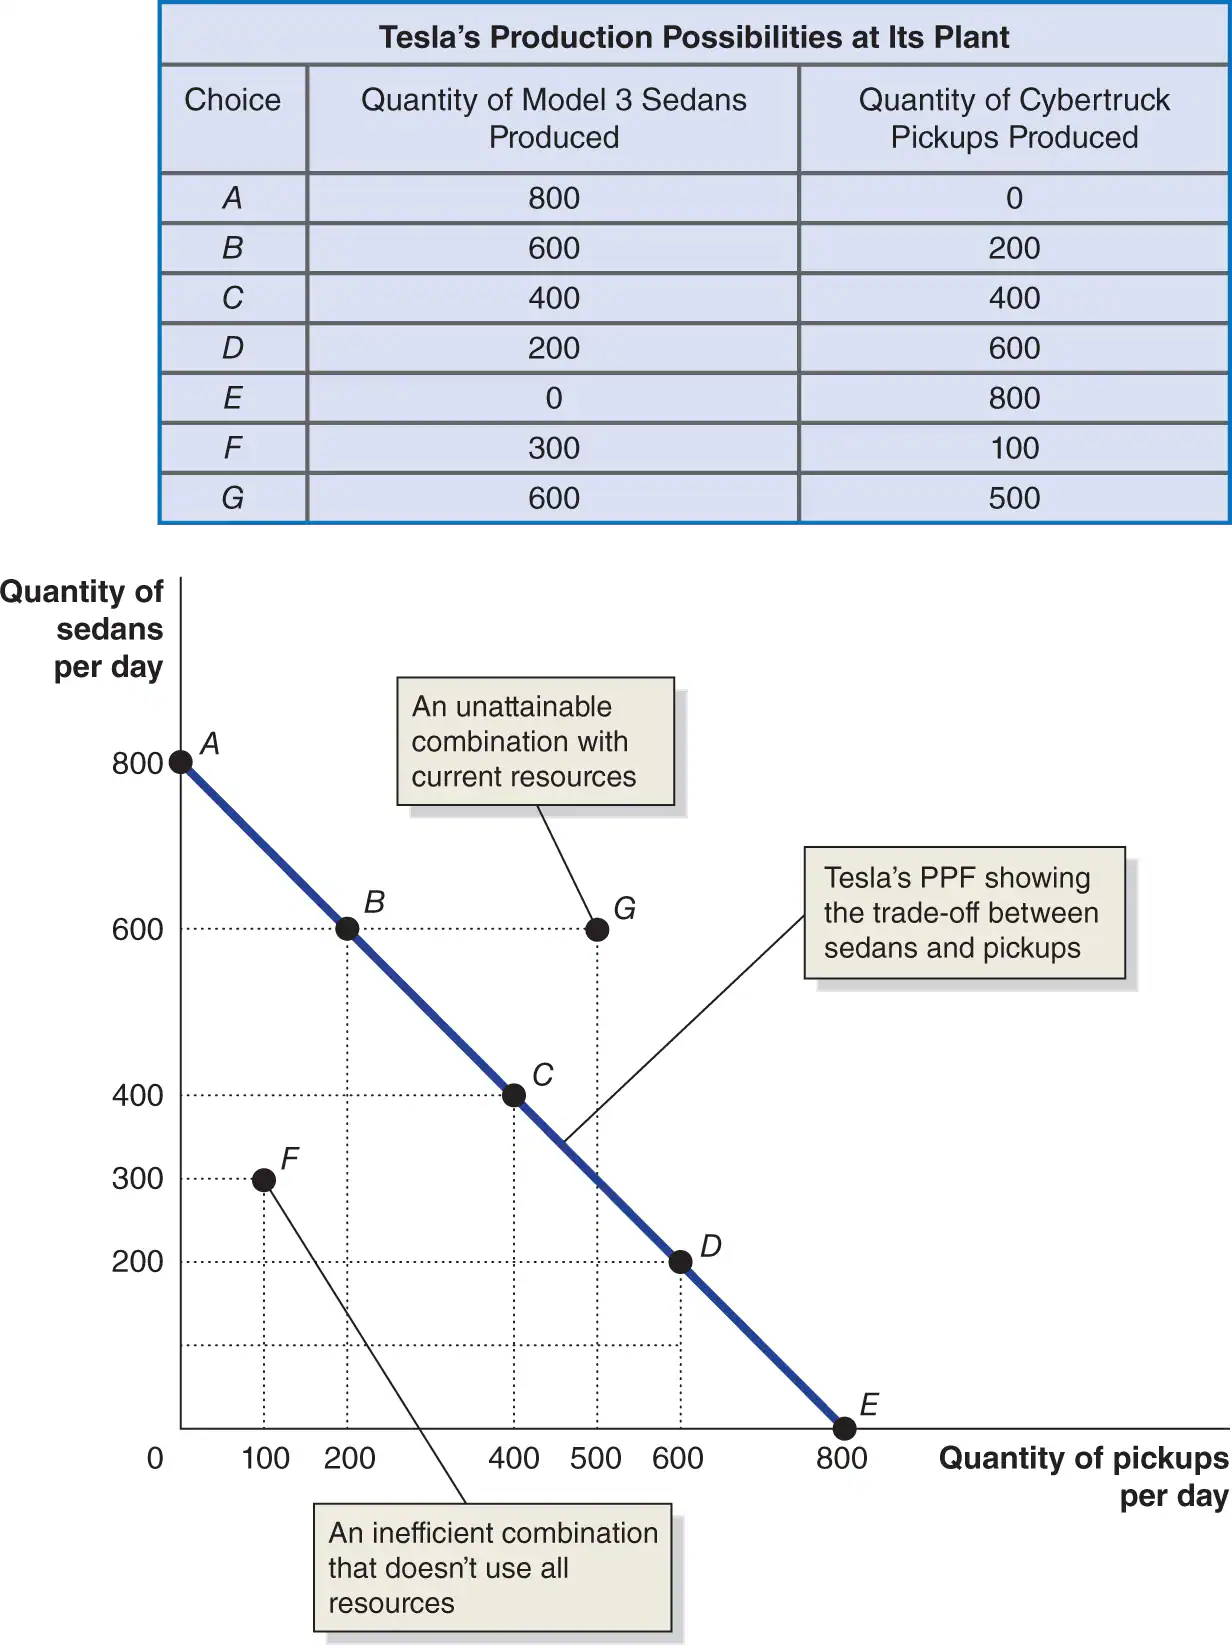 Tesla’s Production Possibilities at Its Plant
Choice
Quantity of Model 3 Sedans
Produced
Quantity of Cybertruck
Pickups Produced
A 800 0
B 600 200
C 400 400
D 200 600
E 0 800
F 300 100
G 600 500
Quantity of
sedans
per day
An unattainable
combination with
current resources
A
800
Tesla’s PPF showing
the trade-off between
sedans and pickups
B
G
600
C
400
F
300
D
200
E
0 100 200 400 500 600 800
Quantity of pickups
per day
An inefficient combination
that doesn’t use all
resources